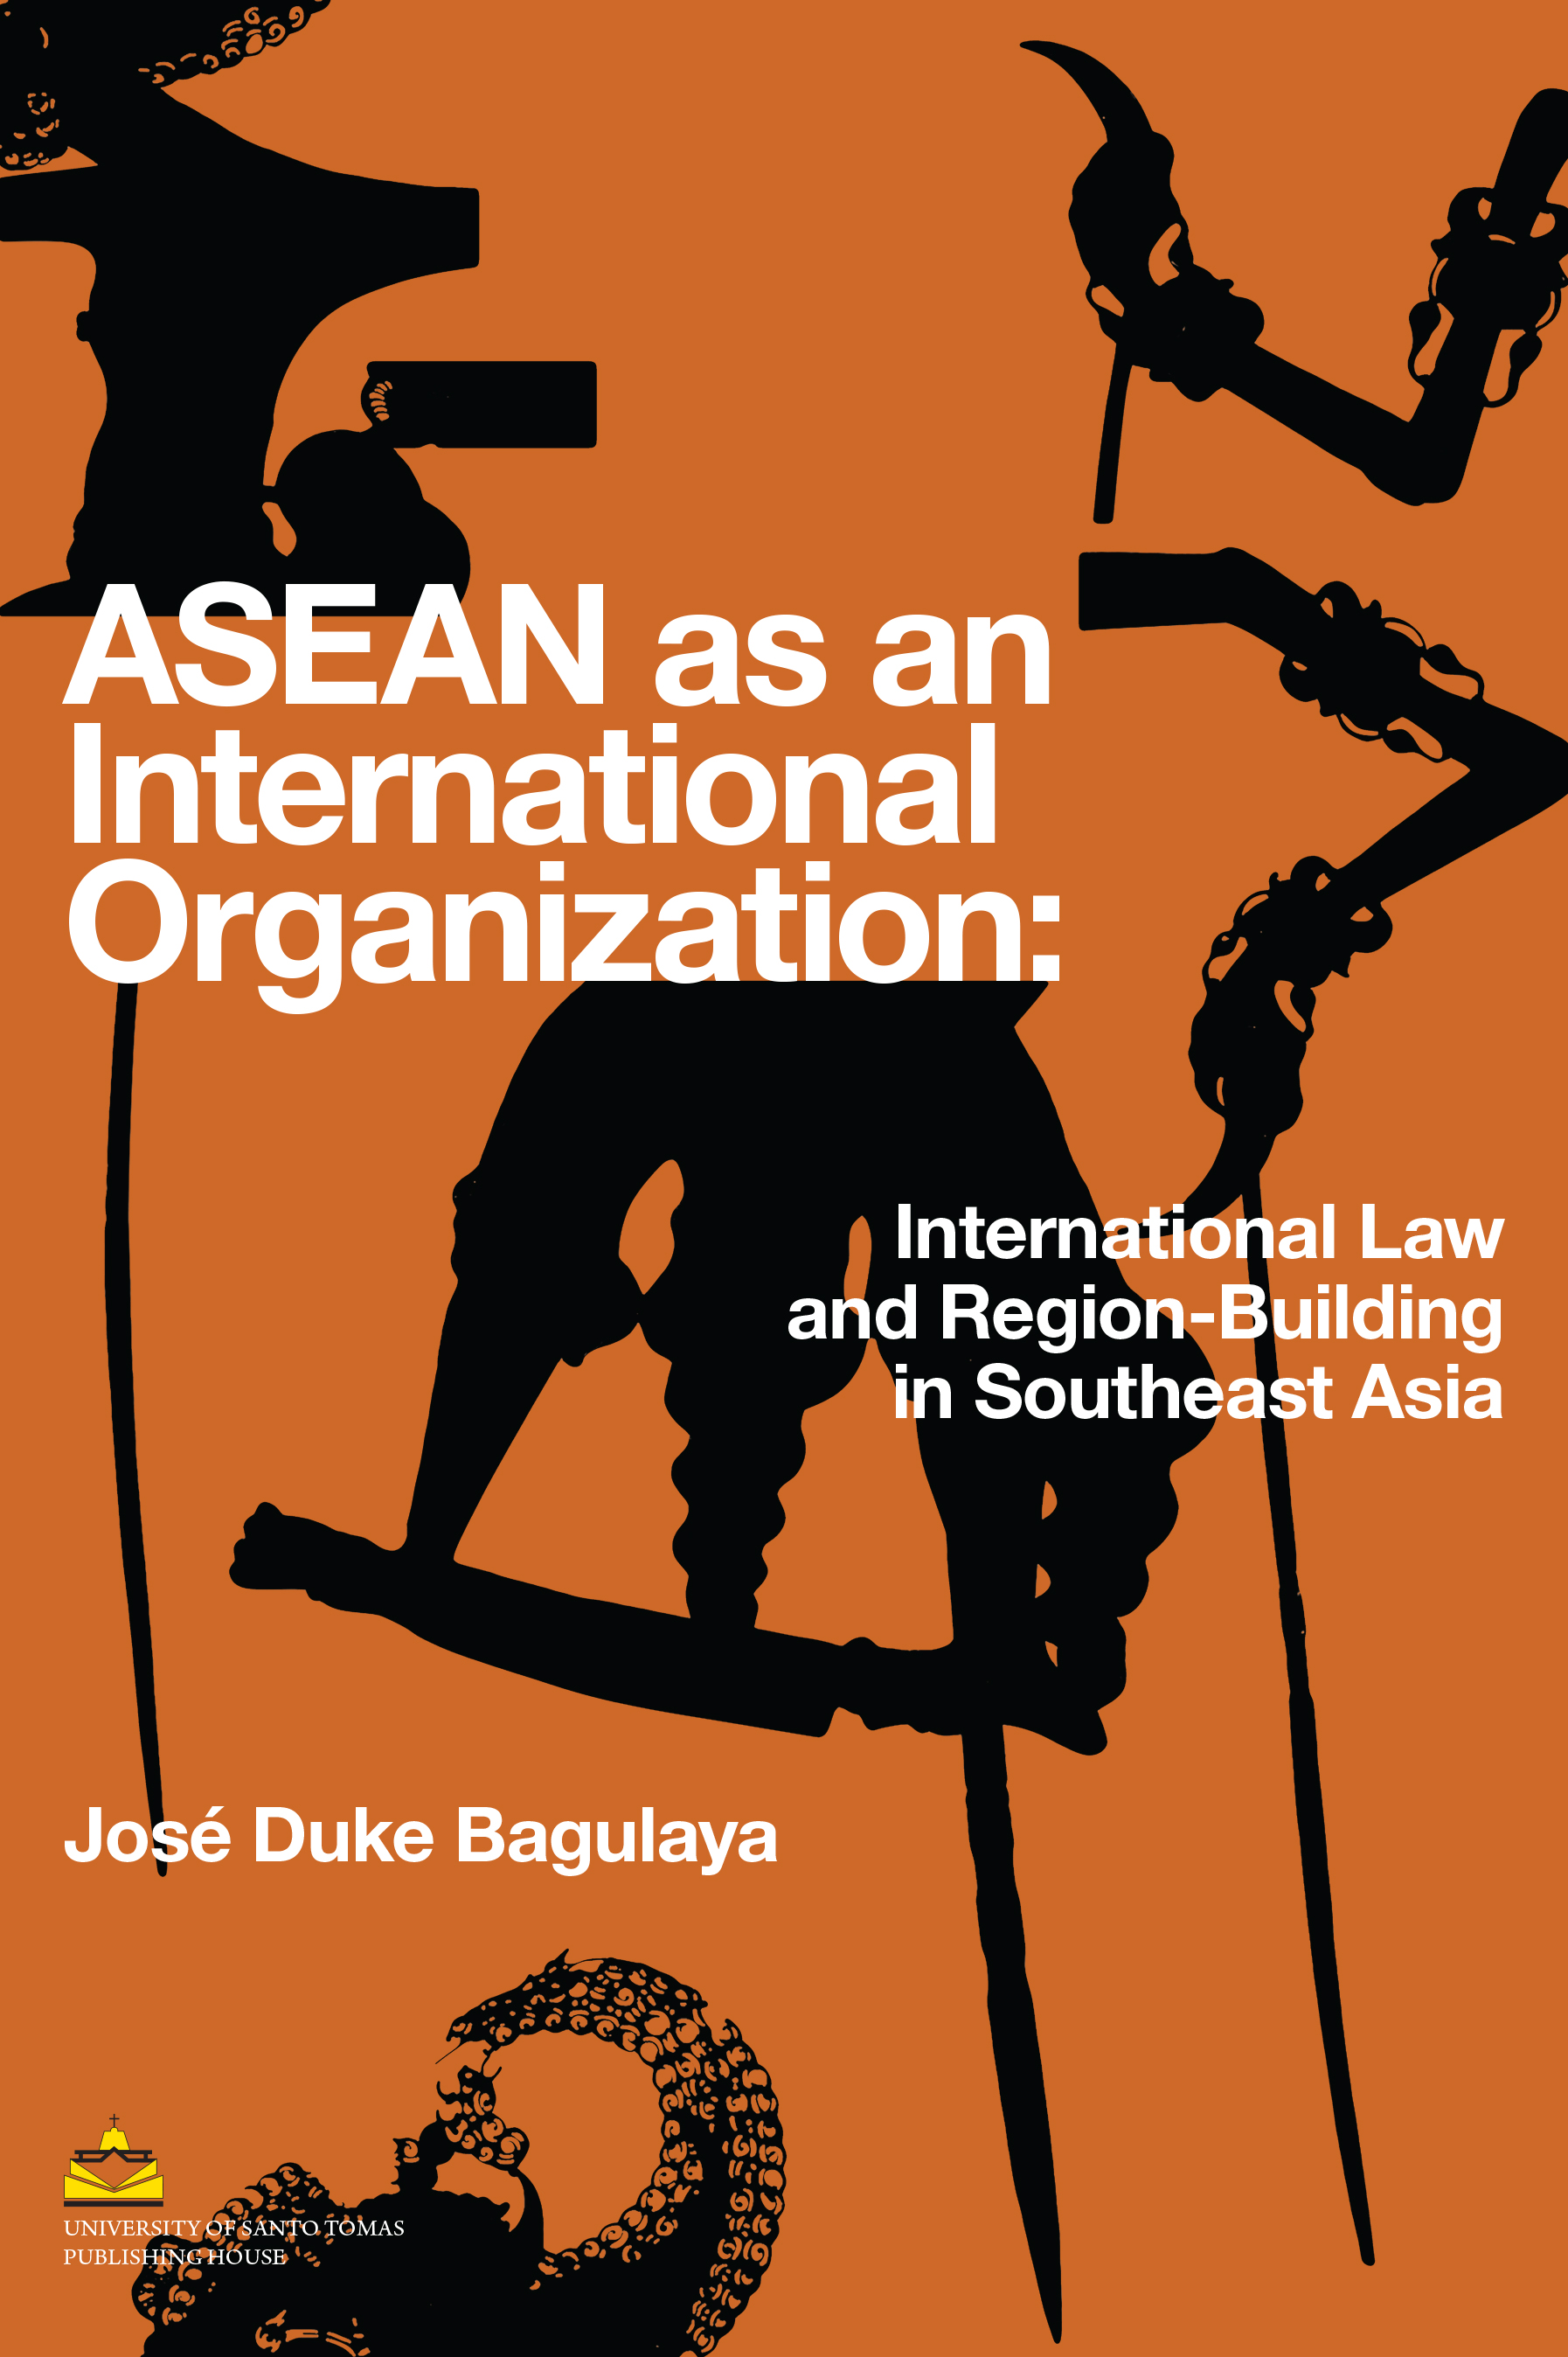 ASEAN as an
International
Organization:
International Law
and Region-Building
in Southeast Asia
José Duke Bagulaya
UNIVERSITY OF SANTO TOMAS
PUBLISHING HOUSE